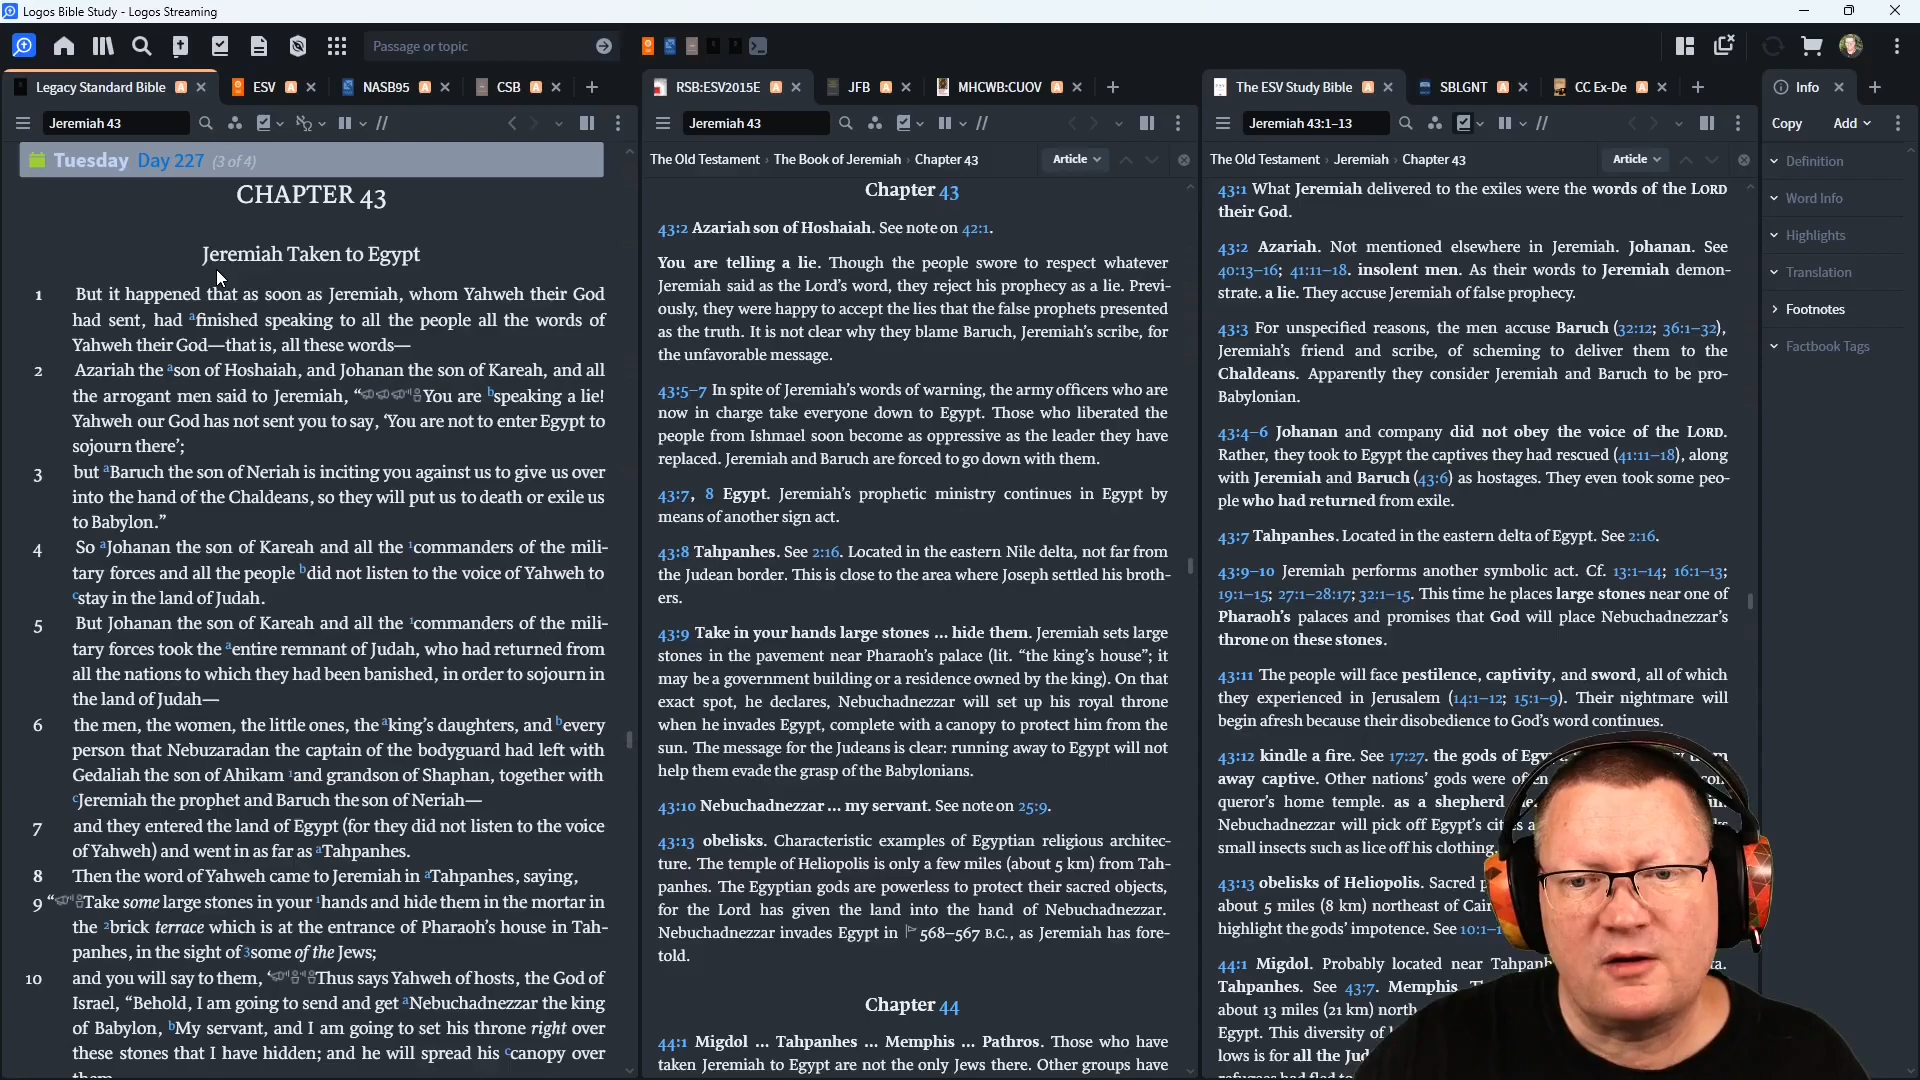 Logos Bible Study - Logos Streaming
Passage or topic
Legacy Standard Bible A
ESV A
NASB95 A
CSB A
RSB:ESV2015E A
JFB A
MHCWB:CUOV A
The ESV Study Bible A
SBLGNT A
CC Ex-De A
Info
Jeremiah 43
Tuesday Day 227 (3 of 4)
CHAPTER 43
Jeremiah Taken to Egypt
1 But it happened that as soon as Jeremiah, whom Yahweh their God
had sent, had afinished speaking to all the people all the words of
Yahweh their God—that is, all these words—
2 Azariah the ason of Hoshaiah, and Johanan the son of Kareah, and all
the arrogant men said to Jeremiah, “You are bspeaking a lie!
Yahweh our God has not sent you to say, ‘You are not to enter Egypt to
sojourn there’;
3 but aBaruch the son of Neriah is inciting you against us to give us over
into the hand of the Chaldeans, so they will put us to death or exile us
to Babylon.”
4 So aJohanan the son of Kareah and all the 1commanders of the mili-
tary forces and all the people bdid not listen to the voice of Yahweh to
cstay in the land of Judah.
5 But Johanan the son of Kareah and all the 1commanders of the mili-
tary forces took the aentire remnant of Judah, who had returned from
all the nations to which they had been banished, in order to sojourn in
the land of Judah—
6 the men, the women, the little ones, the aking’s daughters, and bevery
person that Nebuzaradan the captain of the bodyguard had left with
Gedaliah the son of Ahikam 1and grandson of Shaphan, together with
cJeremiah the prophet and Baruch the son of Neriah—
7 and they entered the land of Egypt (for they did not listen to the voice
of Yahweh) and went in as far as aTahpanhes.
8 Then the word of Yahweh came to Jeremiah in aTahpanhes, saying,
9 “Take some large stones in your 1hands and hide them in the mortar in
the 2brick terrace which is at the entrance of Pharaoh’s house in Tah-
panhes, in the sight of 3some of the Jews;
10 and you will say to them, ‘Thus says Yahweh of hosts, the God of
Israel, “Behold, I am going to send and get aNebuchadnezzar the king
of Babylon, bMy servant, and I am going to set his throne right over
these stones that I have hidden; and he will spread his ccanopy over
Jeremiah 43
The Old Testament › The Book of Jeremiah › Chapter 43
Article
Chapter 43
43:2 Azariah son of Hoshaiah. See note on 42:1.
You are telling a lie. Though the people swore to respect whatever
Jeremiah said as the Lord’s word, they reject his prophecy as a lie. Previ-
ously, they were happy to accept the lies that the false prophets presented
as the truth. It is not clear why they blame Baruch, Jeremiah’s scribe, for
the unfavorable message.
43:5–7 In spite of Jeremiah’s words of warning, the army officers who are
now in charge take everyone down to Egypt. Those who liberated the
people from Ishmael soon become as oppressive as the leader they have
replaced. Jeremiah and Baruch are forced to go down with them.
43:7, 8 Egypt. Jeremiah’s prophetic ministry continues in Egypt by
means of another sign act.
43:8 Tahpanhes. See 2:16. Located in the eastern Nile delta, not far from
the Judean border. This is close to the area where Joseph settled his broth-
ers.
43:9 Take in your hands large stones ... hide them. Jeremiah sets large
stones in the pavement near Pharaoh’s palace (lit. “the king’s house”; it
may be a government building or a residence owned by the king). On that
exact spot, he declares, Nebuchadnezzar will set up his royal throne
when he invades Egypt, complete with a canopy to protect him from the
sun. The message for the Judeans is clear: running away to Egypt will not
help them evade the grasp of the Babylonians.
43:10 Nebuchadnezzar ... my servant. See note on 25:9.
43:13 obelisks. Characteristic examples of Egyptian religious architec-
ture. The temple of Heliopolis is only a few miles (about 5 km) from Tah-
panhes. The Egyptian gods are powerless to protect their sacred objects,
for the Lord has given the land into the hand of Nebuchadnezzar.
Nebuchadnezzar invades Egypt in 568–567 B.C., as Jeremiah has fore-
told.
Chapter 44
44:1 Migdol ... Tahpanhes ... Memphis ... Pathros. Those who have
taken Jeremiah to Egypt are not the only Jews there. Other groups have
Jeremiah 43:1–13
The Old Testament › Jeremiah › Chapter 43
Article
43:1 What Jeremiah delivered to the exiles were the words of the LORD
their God.
43:2 Azariah. Not mentioned elsewhere in Jeremiah. Johanan. See
40:13–16; 41:11–18. insolent men. As their words to Jeremiah demon-
strate. a lie. They accuse Jeremiah of false prophecy.
43:3 For unspecified reasons, the men accuse Baruch (32:12; 36:1–32),
Jeremiah’s friend and scribe, of scheming to deliver them to the
Chaldeans. Apparently they consider Jeremiah and Baruch to be pro-
Babylonian.
43:4–6 Johanan and company did not obey the voice of the LORD.
Rather, they took to Egypt the captives they had rescued (41:11–18), along
with Jeremiah and Baruch (43:6) as hostages. They even took some peo-
ple who had returned from exile.
43:7 Tahpanhes. Located in the eastern delta of Egypt. See 2:16.
43:9–10 Jeremiah performs another symbolic act. Cf. 13:1–14; 16:1–13;
19:1–15; 27:1–28:17; 32:1–15. This time he places large stones near one of
Pharaoh’s palaces and promises that God will place Nebuchadnezzar’s
throne on these stones.
43:11 The people will face pestilence, captivity, and sword, all of which
they experienced in Jerusalem (14:1–12; 15:1–9). Their nightmare will
begin afresh because their disobedience to God’s word continues.
43:12 kindle a fire. See 17:27. the gods of Egy
away captive. Other nations’ gods were
queror’s home temple. as a shepherd
Nebuchadnezzar will pick off Egypt’s
small insects such as lice off his clothing.
43:13 obelisks of Heliopolis. Sacred
about 5 miles (8 km) northeast of
highlight the gods’ impotence. See 10:1–1
44:1 Migdol. Probably located near
Tahpanhes. See 43:7. Memphis
about 13 miles (21 km) north
Egypt. This diversity of
lows is for all the
Copy
Add
Definition
Word Info
Highlights
Translation
Footnotes
Factbook Tags